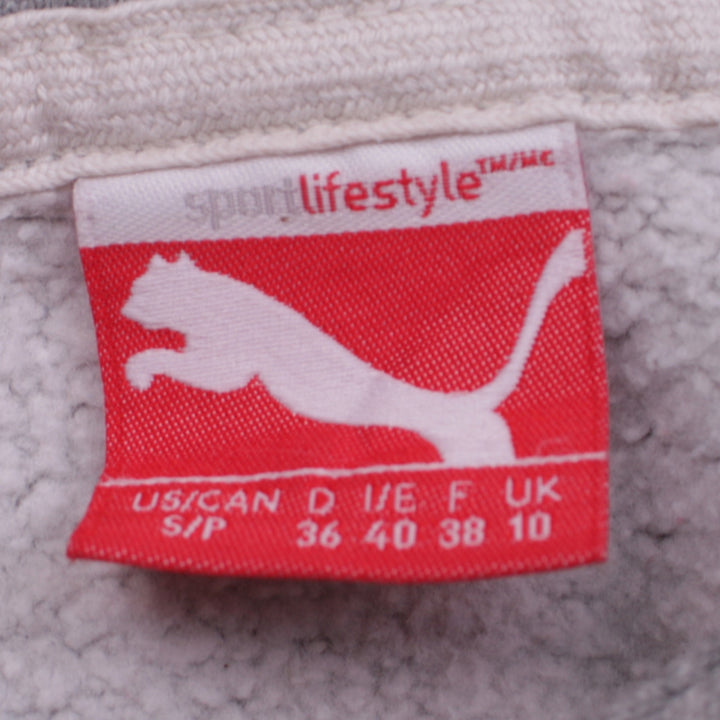 sportlifestyle™/MC
US/CAN D I/E F UK
S/P 36 40 38 10